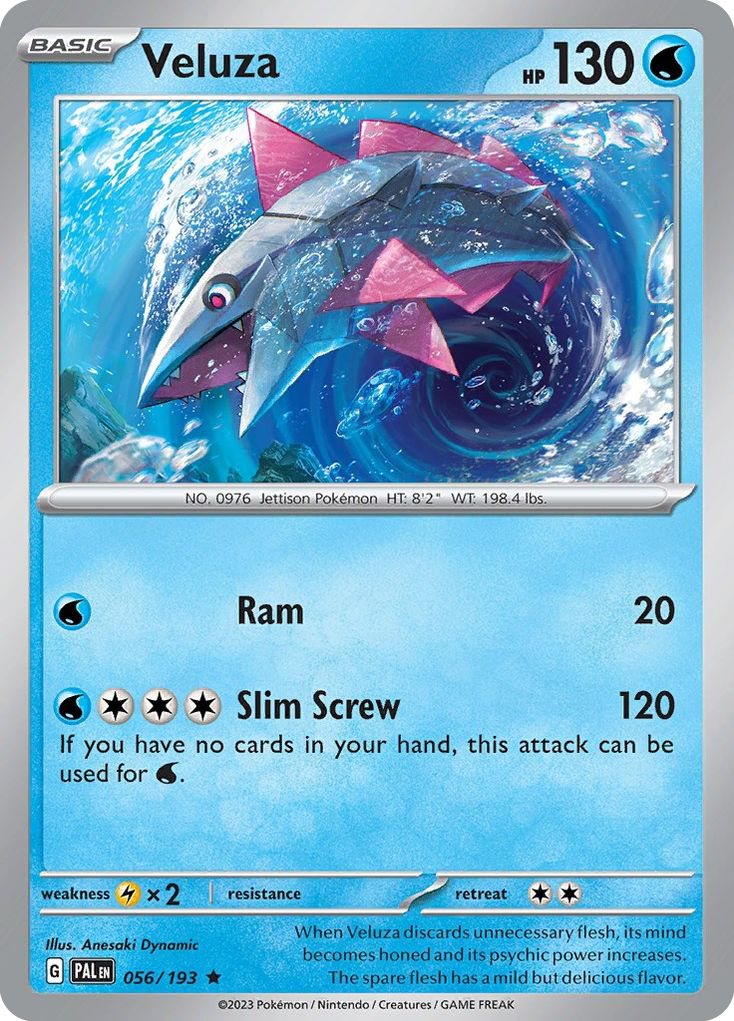 BASIC Veluza HP 130
NO. 0976 Jettison Pokémon HT: 8'2" WT: 198.4 lbs.
Ram 20
Slim Screw 120
If you have no cards in your hand, this attack can be
used for .
weakness ×2 resistance retreat
When Veluza discards unnecessary flesh, its mind
becomes honed and its psychic power increases.
The spare flesh has a mild but delicious flavor.
Illus. Anesaki Dynamic
G PAL EN 056/193 ★
©2023 Pokémon / Nintendo / Creatures / GAME FREAK